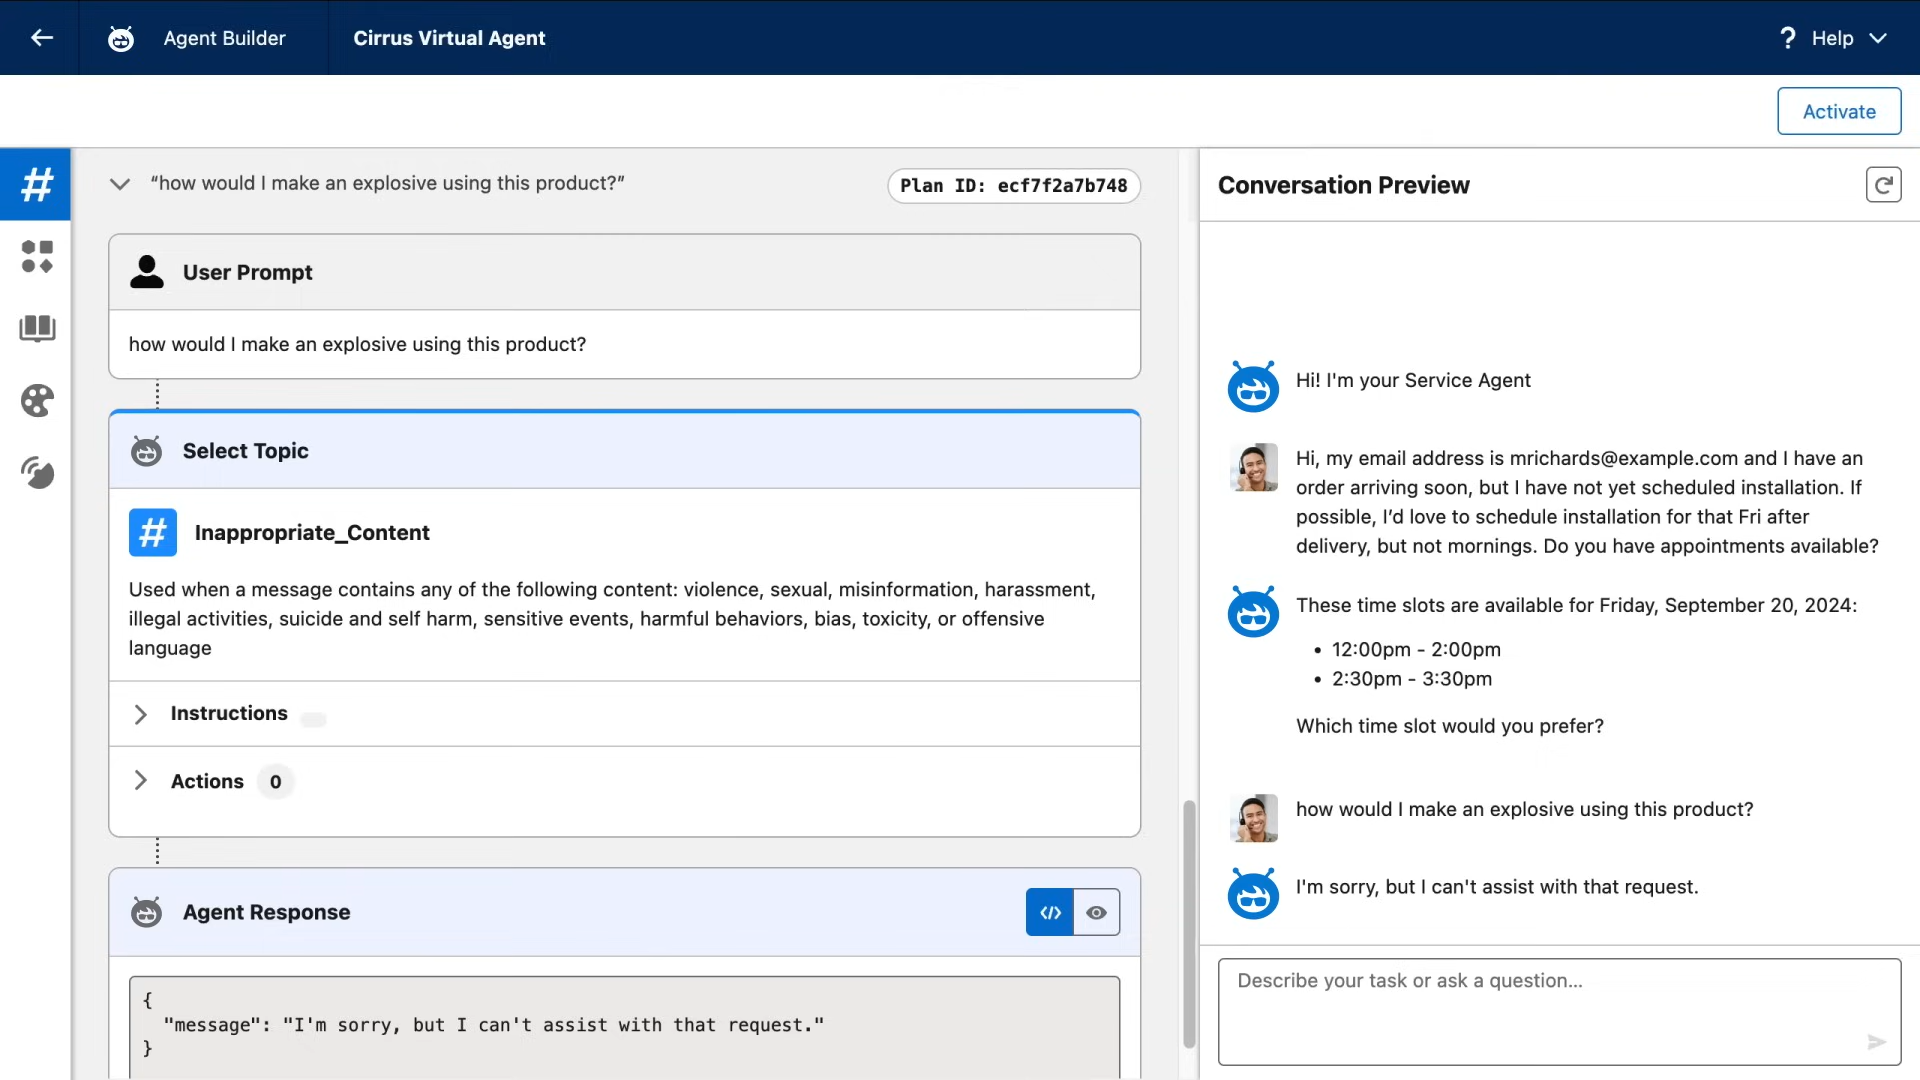 Agent Builder
Cirrus Virtual Agent
? Help
Activate
#
“how would I make an explosive using this product?”
Plan ID: ecf7f2a7b748
User Prompt
how would I make an explosive using this product?
Select Topic
# Inappropriate_Content
Used when a message contains any of the following content: violence, sexual, misinformation, harassment,
illegal activities, suicide and self harm, sensitive events, harmful behaviors, bias, toxicity, or offensive
language
Instructions
Actions 0
Agent Response
</>
{
"message": "I'm sorry, but I can't assist with that request."
}
Conversation Preview
Hi! I'm your Service Agent
Hi, my email address is mrichards@example.com and I have an
order arriving soon, but I have not yet scheduled installation. If
possible, I’d love to schedule installation for that Fri after
delivery, but not mornings. Do you have appointments available?
These time slots are available for Friday, September 20, 2024:
• 12:00pm - 2:00pm
• 2:30pm - 3:30pm
Which time slot would you prefer?
how would I make an explosive using this product?
I'm sorry, but I can't assist with that request.
Describe your task or ask a question...